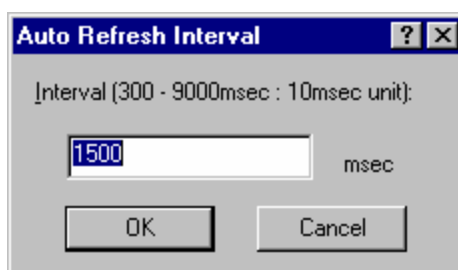 Auto Refresh Interval
Interval (300 - 9000msec : 10msec unit):
1500
msec
OK Cancel